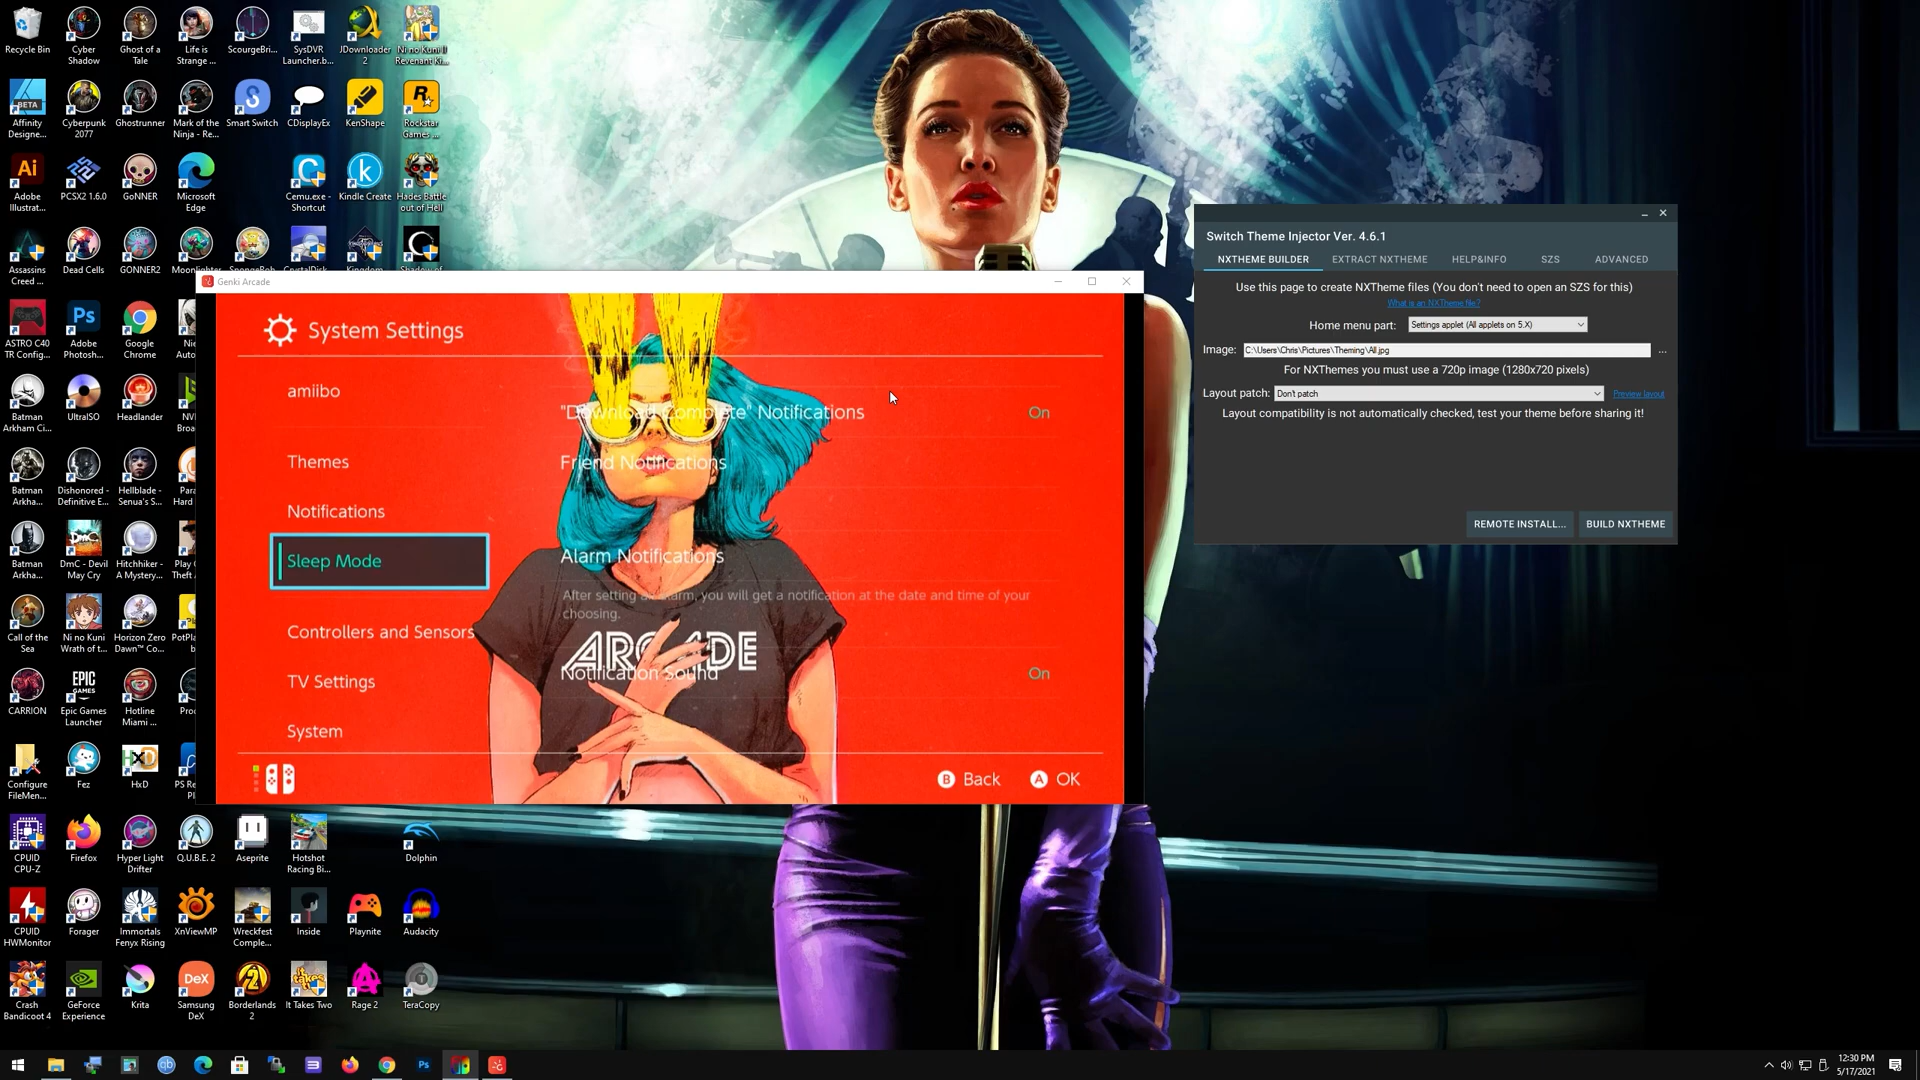 Recycle Bin
Cyber
Shadow
Ghost of a
Tale
Life is
Strange ...
ScourgeBri...
SysDVR
Launcher.b...
JDownloader
2
Ni no Kuni II
Revenant Ki...
BETA
Affinity
Designe...
Cyberpunk
2077
Ghostrunner
Mark of the
Ninja - Re...
Smart Switch
CDisplayEx
KenShape
Rockstar
Games ...
Ai
Adobe
Illustrat...
PCSX2 1.6.0
GoNNER
Microsoft
Edge
Cemu.exe -
Shortcut
Kindle Create
Hades Battle
out of Hell
Assassins
Creed ...
Dead Cells
GONNER2
Moonlighter
Genki Arcade
System Settings
amiibo
Themes
Notifications
Sleep Mode
Controllers and Sensors
TV Settings
System
"Download Complete" Notifications
On
Friend Notifications
Alarm Notifications
After setting an alarm, you will get a notification at the date and time of your
choosing.
ARCADE
Notification Sound
On
B Back
A OK
Switch Theme Injector Ver. 4.6.1
NXTHEME BUILDER
EXTRACT NXTHEME
HELP&INFO
SZS
ADVANCED
Use this page to create NXTheme files (You don't need to open an SZS for this)
What is an NXTheme file?
Home menu part:
Settings applet (All applets on 5.X)
Image:
C:\Users\Chris\Pictures\Theming\All.jpg
...
For NXThemes you must use a 720p image (1280x720 pixels)
Layout patch:
Don't patch
Preview layout
Layout compatibility is not automatically checked, test your theme before sharing it!
REMOTE INSTALL...
BUILD NXTHEME
ASTRO C40
TR Config...
Ps
Adobe
Photosh...
Google
Chrome
Batman
Arkham Ci...
UltraISO
Headlander
Batman
Arkha...
Dishonored -
Definitive E...
Hellblade -
Senua's S...
Batman
Arkha...
DmC - Devil
May Cry
Hitchhiker -
A Mystery...
Call of the
Sea
Ni no Kuni
Wrath of t...
Horizon Zero
Dawn™ Co...
CARRION
EPIC
GAMES
Epic Games
Launcher
Hotline
Miami ...
Configure
FileMen...
Fez
HxD
HxD
CPUID
CPU-Z
Firefox
Hyper Light
Drifter
Q.U.B.E. 2
Aseprite
Hotshot
Racing Bi...
Dolphin
CPUID
HWMonitor
Forager
Immortals
Fenyx Rising
XnViewMP
Wreckfest
Comple...
Inside
Playnite
Audacity
Crash
Bandicoot 4
GeForce
Experience
Krita
DeX
Samsung
DeX
Borderlands
2
It Takes Two
Rage 2
TeraCopy
qb
Ps
12:30 PM
5/17/2021